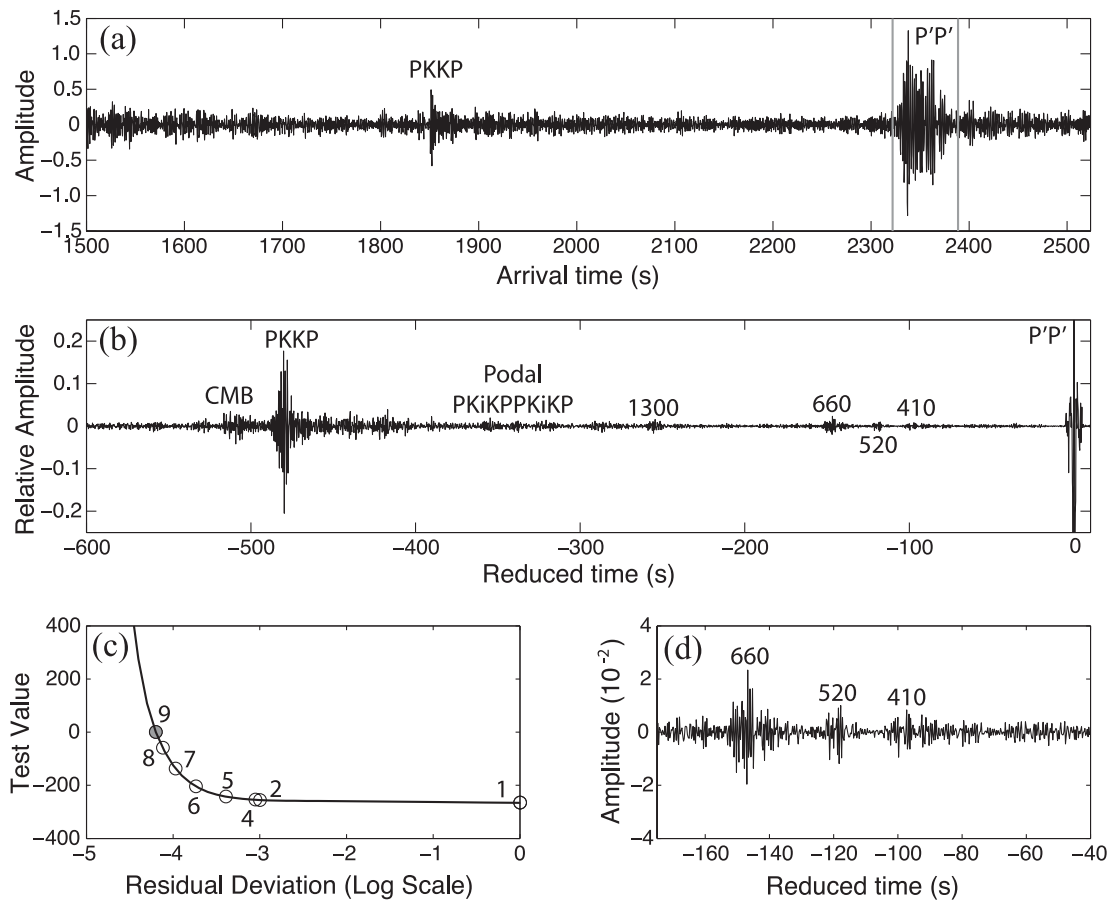 (a)
PKKP
P'P'
Amplitude
1.5
1.0
0.5
0
−0.5
−1.0
−1.5
1500 1600 1700 1800 1900 2000 2100 2200 2300 2400 2500
Arrival time (s)
(b)
CMB
PKKP
Podal
PKiKPPKiKP
1300
660
520
410
P'P'
Relative Amplitude
0.2
0.1
0
−0.1
−0.2
−600 −500 −400 −300 −200 −100 0
Reduced time (s)
(c)
Test Value
400
200
0
−200
−400
9
8
7
6
5
4
2
1
−5 −4 −3 −2 −1 0
Residual Deviation (Log Scale)
(d)
660
520
410
Amplitude (10⁻²)
4
2
0
−2
−4
−160 −140 −120 −100 −80 −60 −40
Reduced time (s)